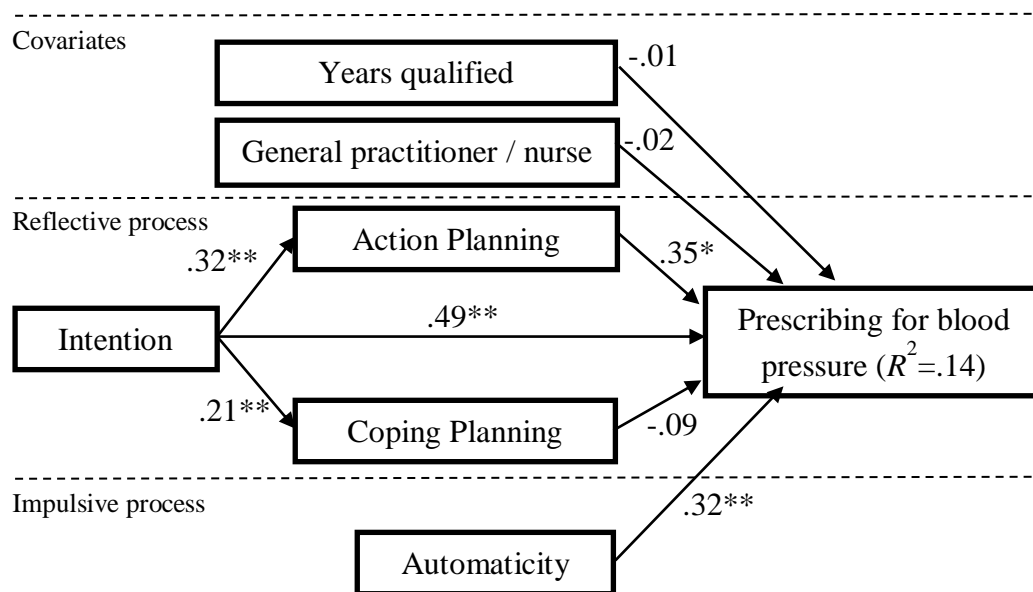 Covariates
Years qualified
-.01
General practitioner / nurse
-.02
Reflective process
Action Planning
.32**
.35*
Intention
.49**
Prescribing for blood
pressure (R²=.14)
.21**
Coping Planning
-.09
Impulsive process
.32**
Automaticity